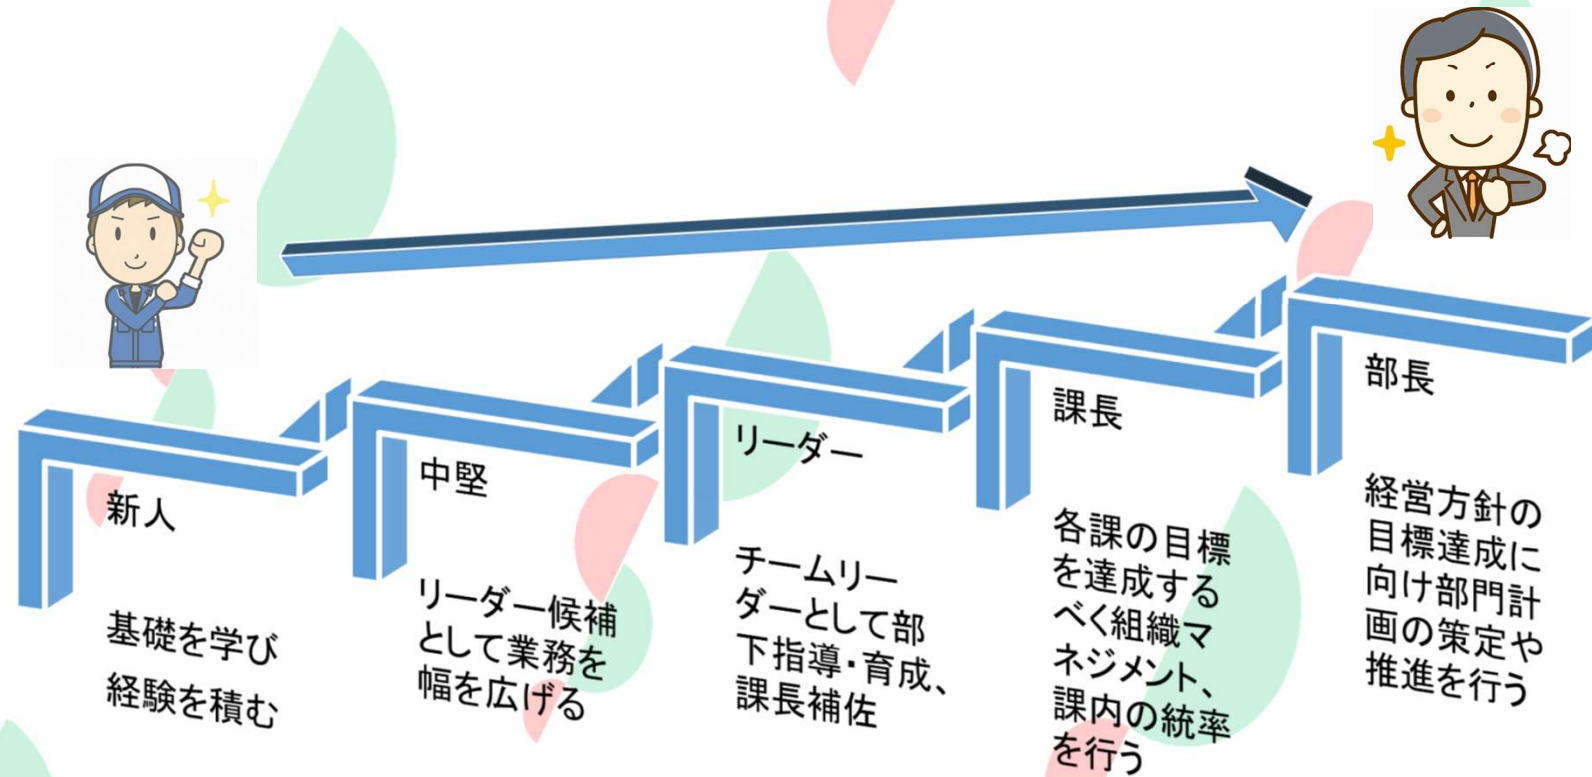 新人
基礎を学び
経験を積む
中堅
リーダー候補
として業務を
幅を広げる
リーダー
チームリー
ダーとして部
下指導・育成、
課長補佐
課長
各課の目標
を達成する
べく組織マ
ネジメント、
課内の統率
を行う
部長
経営方針の
目標達成に
向け部門計
画の策定や
推進を行う